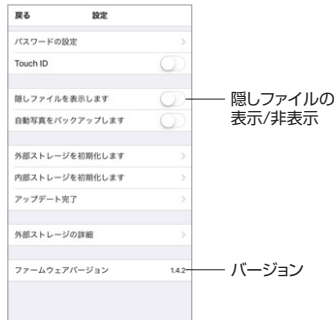 戻る 設定
パスワードの設定
Touch ID
隠しファイルを表示します
隠しファイルの
表示/非表示
自動写真をバックアップします
外部ストレージを初期化します
内部ストレージを初期化します
アップデート完了
外部ストレージの詳細
ファームウェアバージョン 1.4.2
バージョン